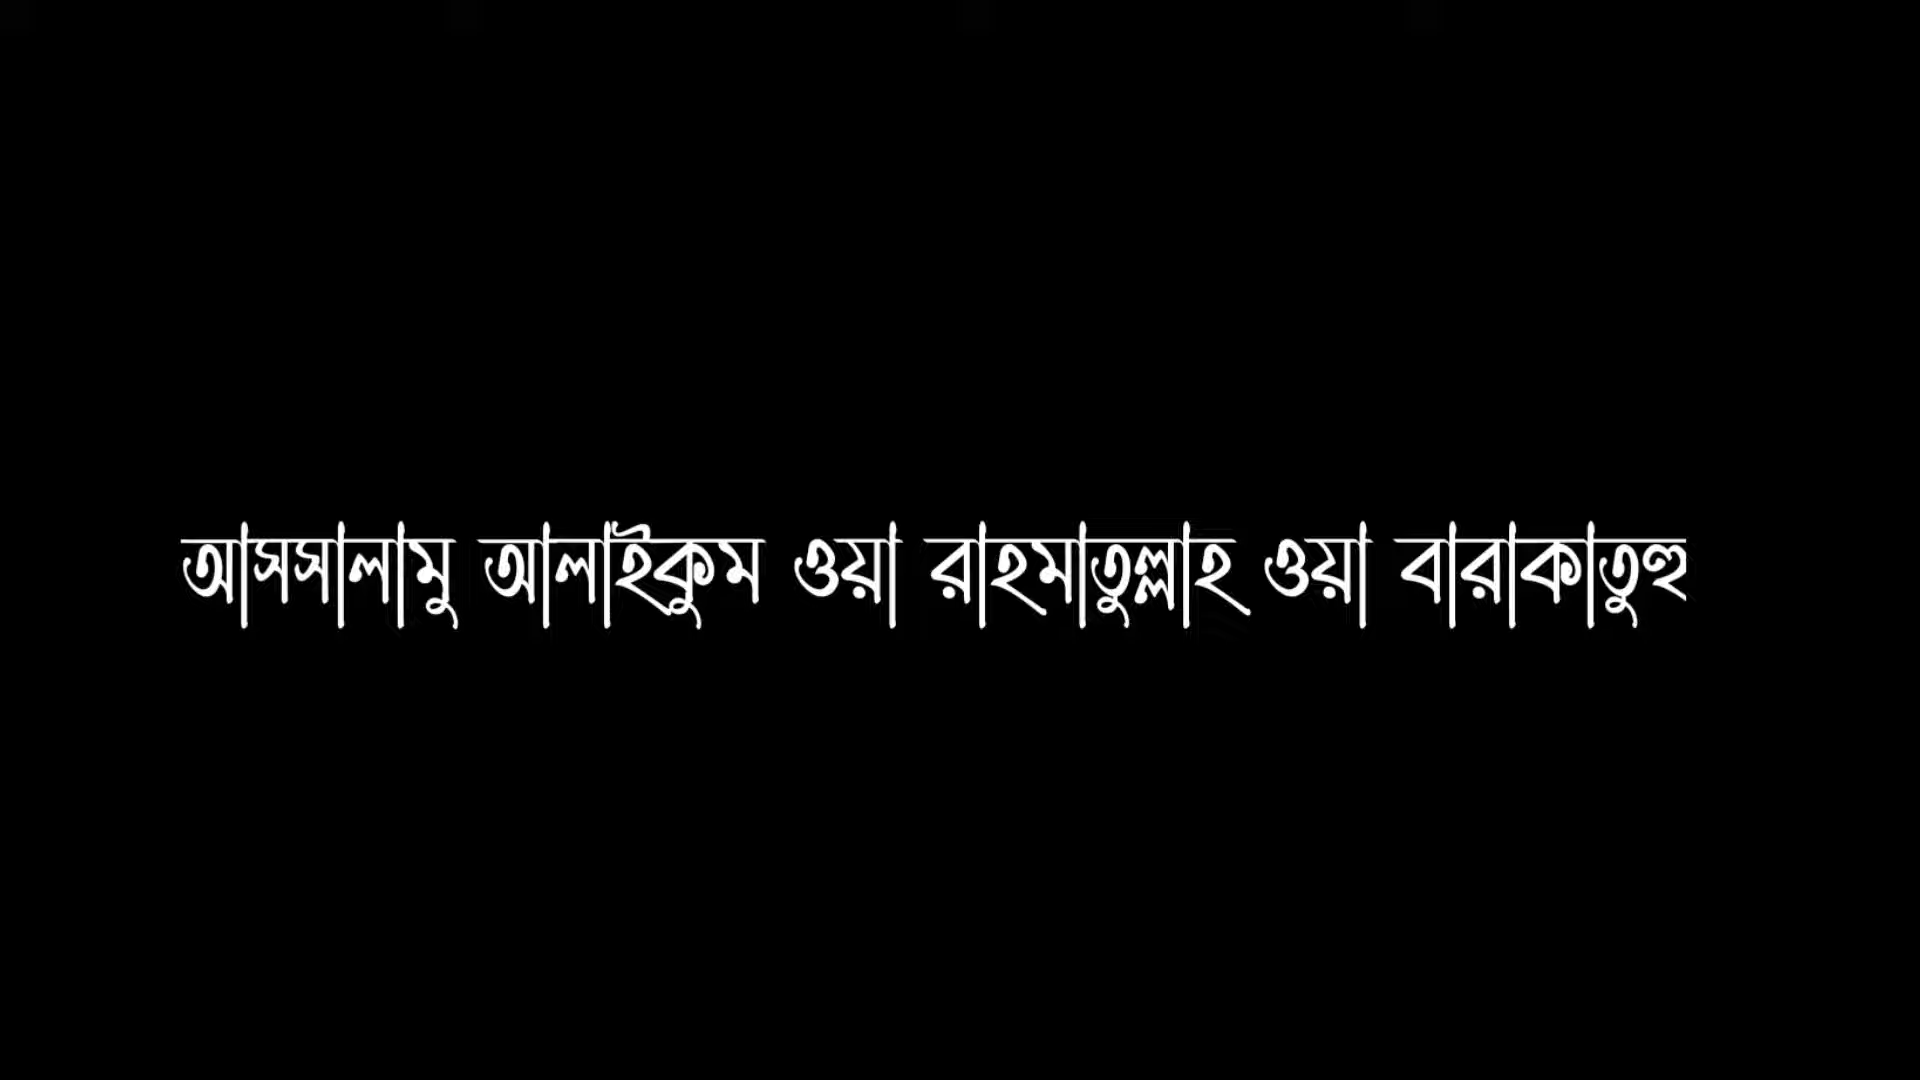 আসসালামু আলাইকুম ওয়া রাহমাতুল্লাহ ওয়া বারাকাতুহু